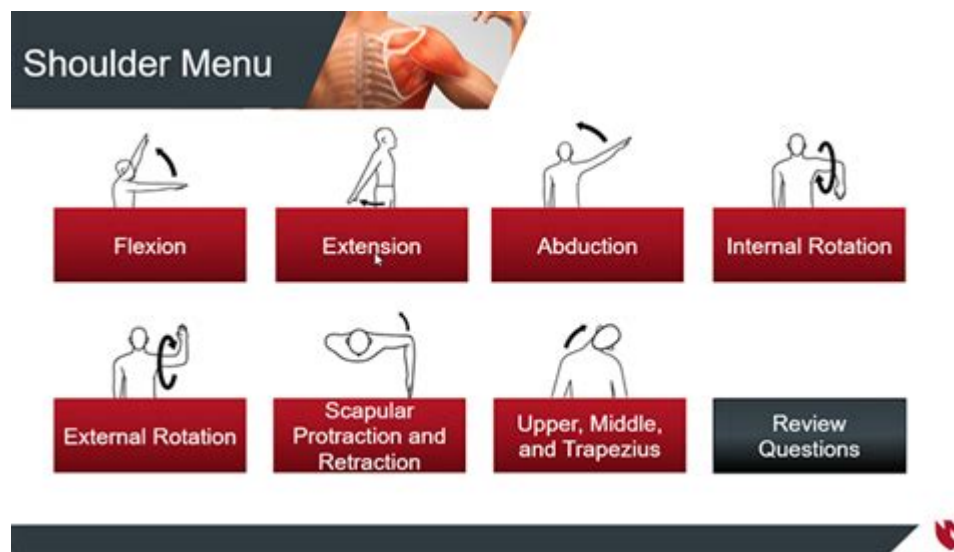 Shoulder Menu
Flexion
Extension
Abduction
Internal Rotation
External Rotation
Scapular
Protraction and
Retraction
Upper, Middle,
and Trapezius
Review
Questions